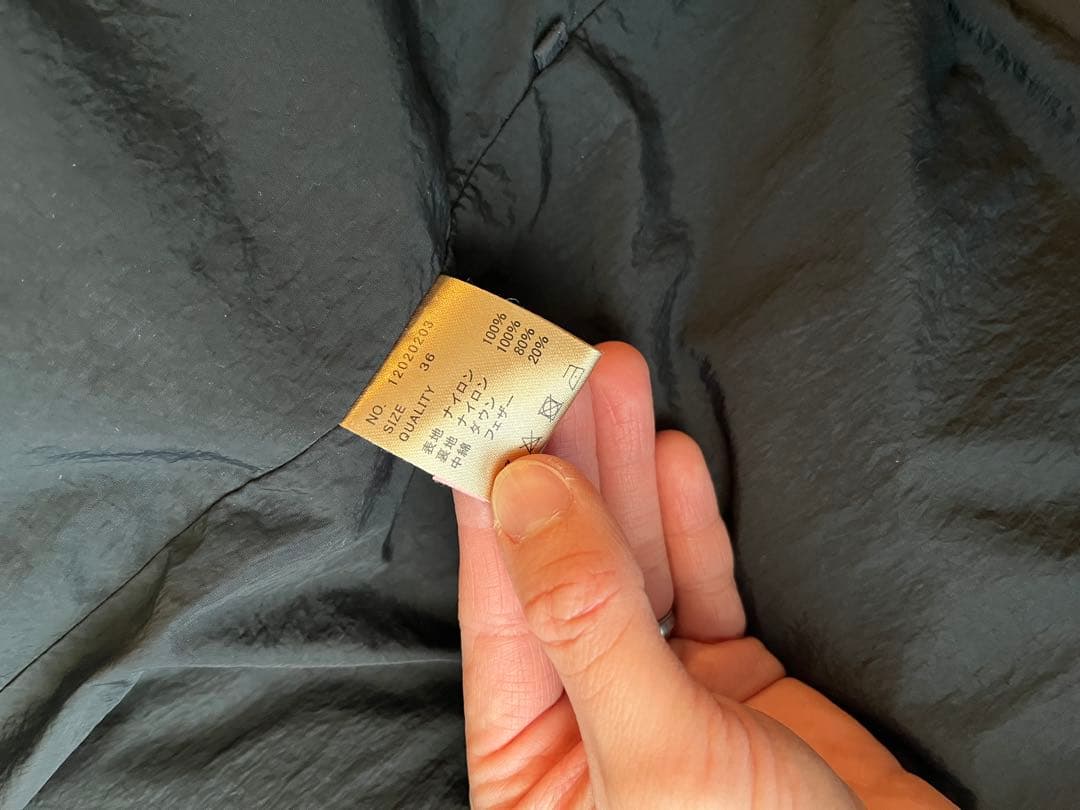 NO. 12020203
SIZE 36
QUALITY
表地 ナイロン 100%
裏地 ナイロン 100%
中綿 ダウン 80%
フェザー 20%